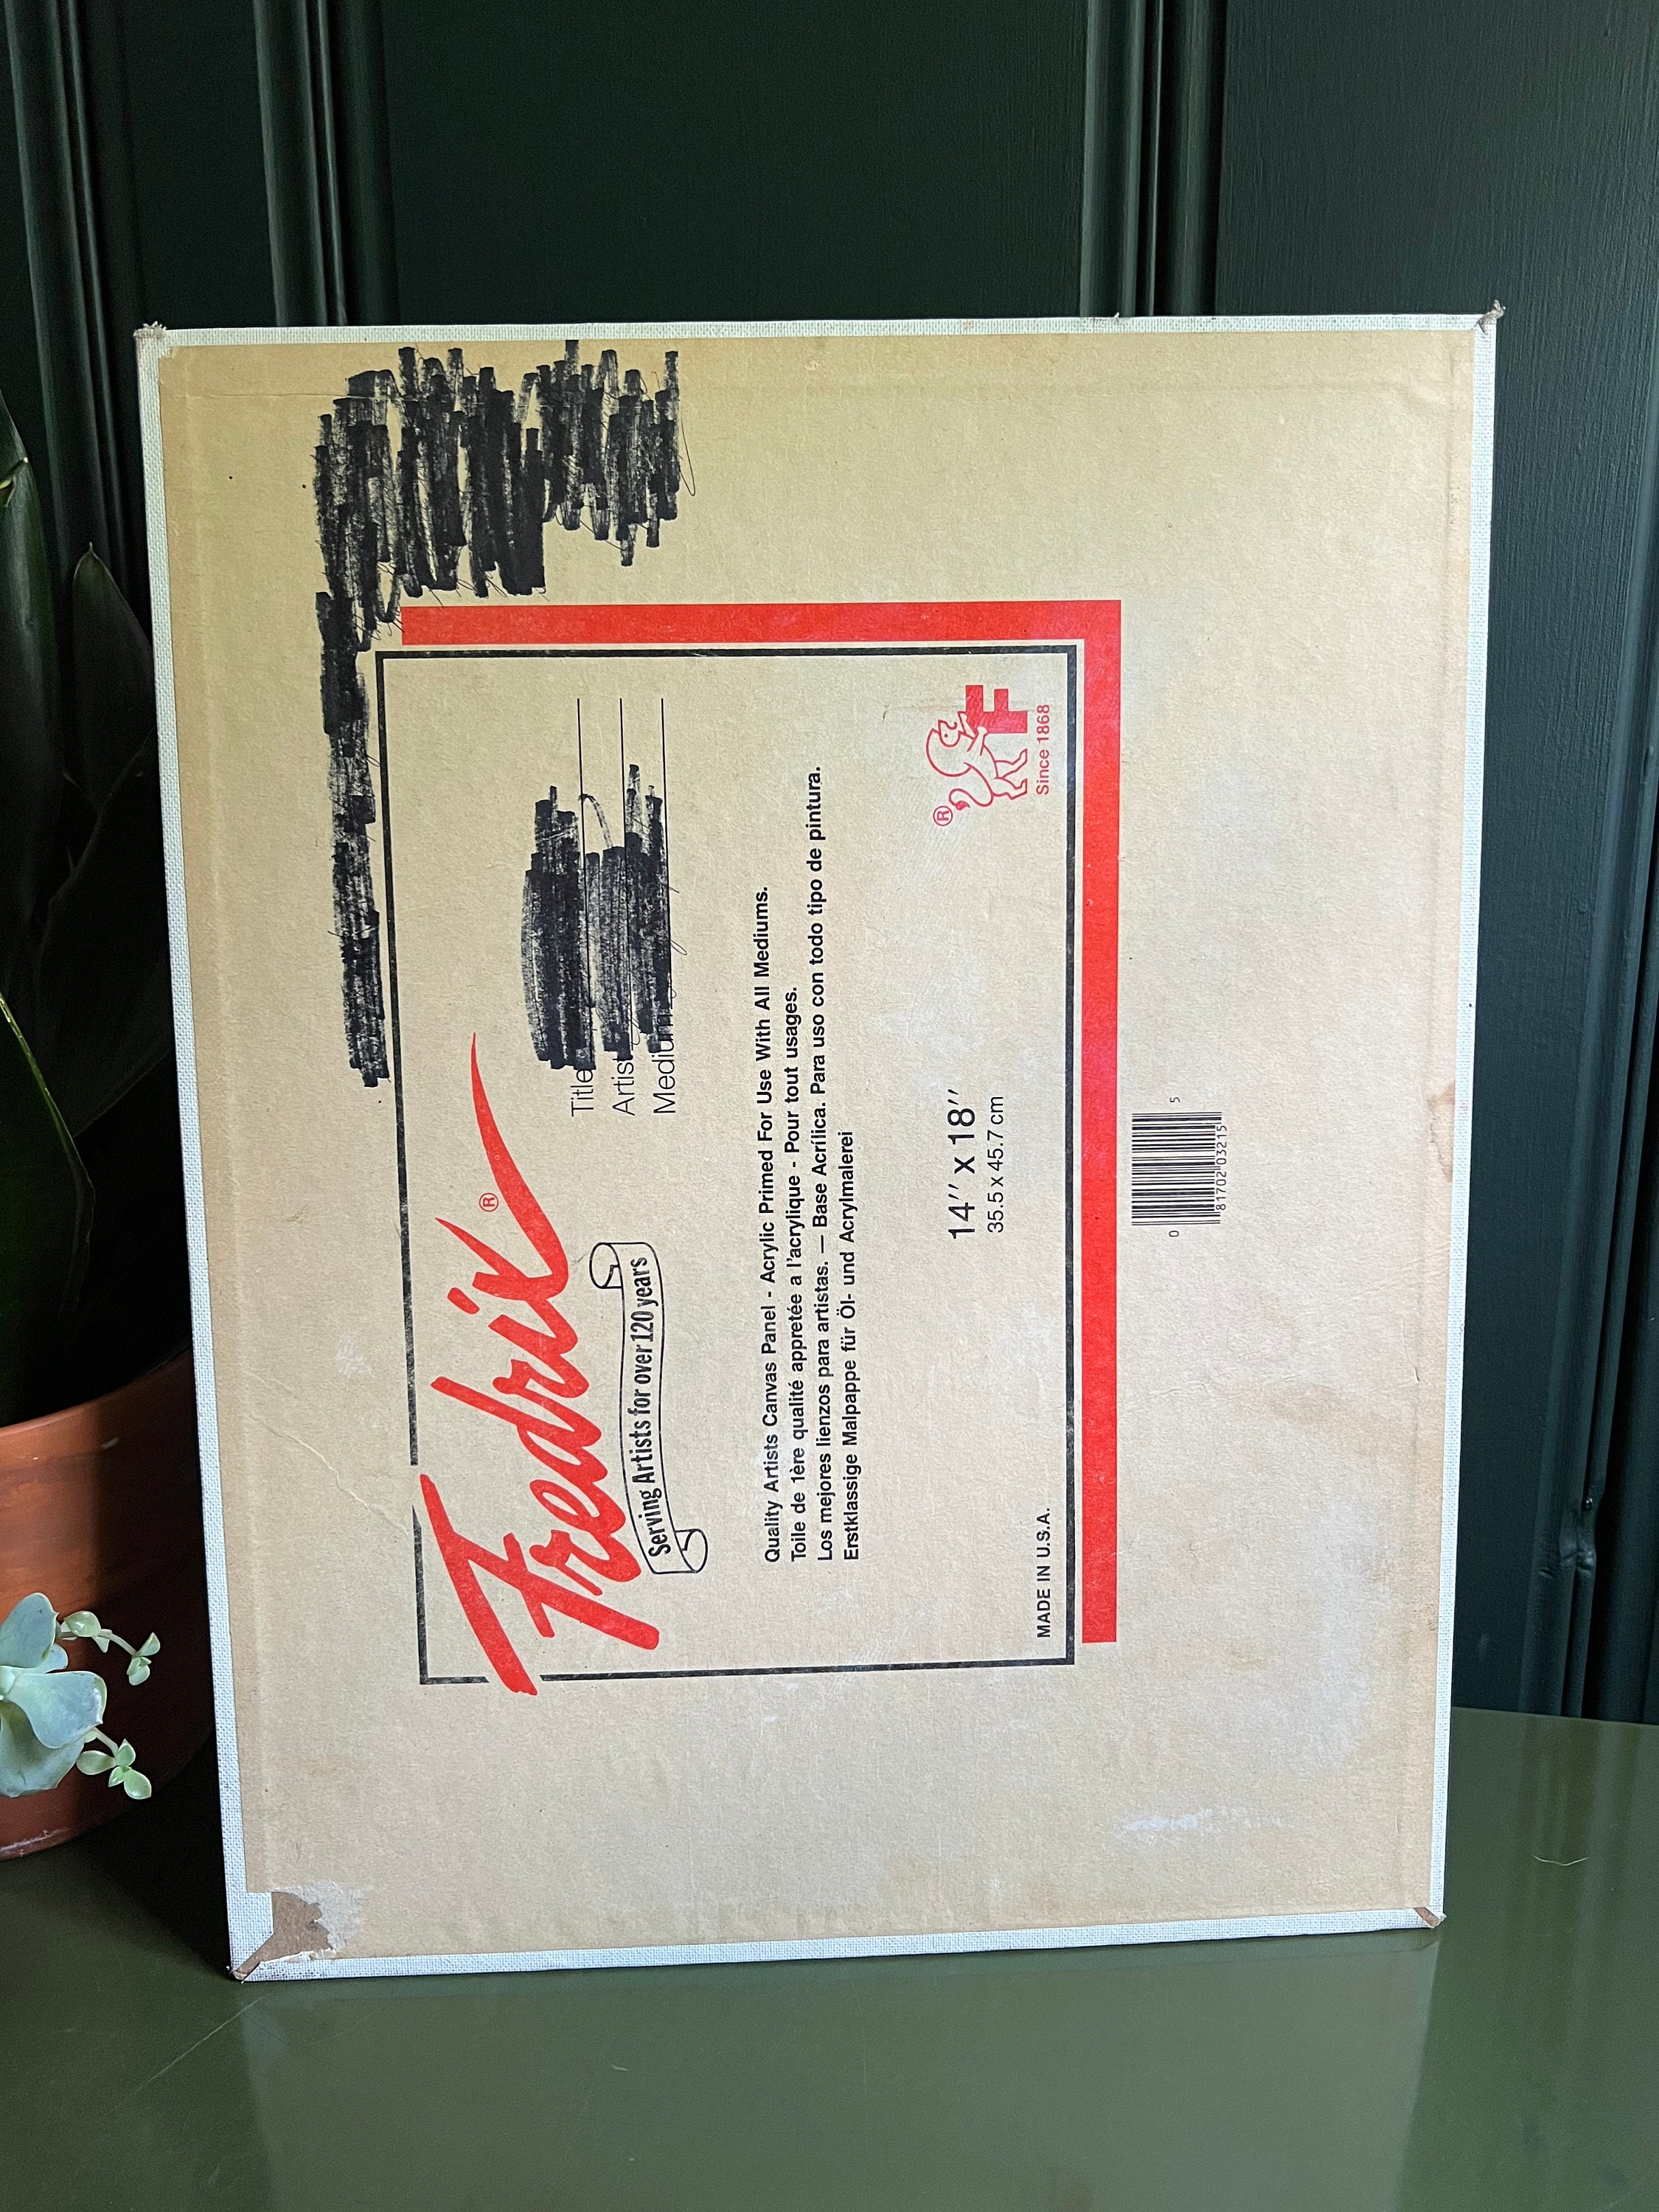 Fredrix®
Serving Artists for over 120 years
Title
Artist
Medium
Quality Artists Canvas Panel - Acrylic Primed For Use With All Mediums.
Toile de 1ère qualité appretée a l'acrylique - Pour tout usages.
Los mejores lienzos para artistas. — Base Acrílica. Para uso con todo tipo de pintura.
Erstklassige Malpappe für Öl- und Acrylmalerei
14'' x 18''
35.5 x 45.7 cm
MADE IN U.S.A.
® F
Since 1868
0 81702 03215 5